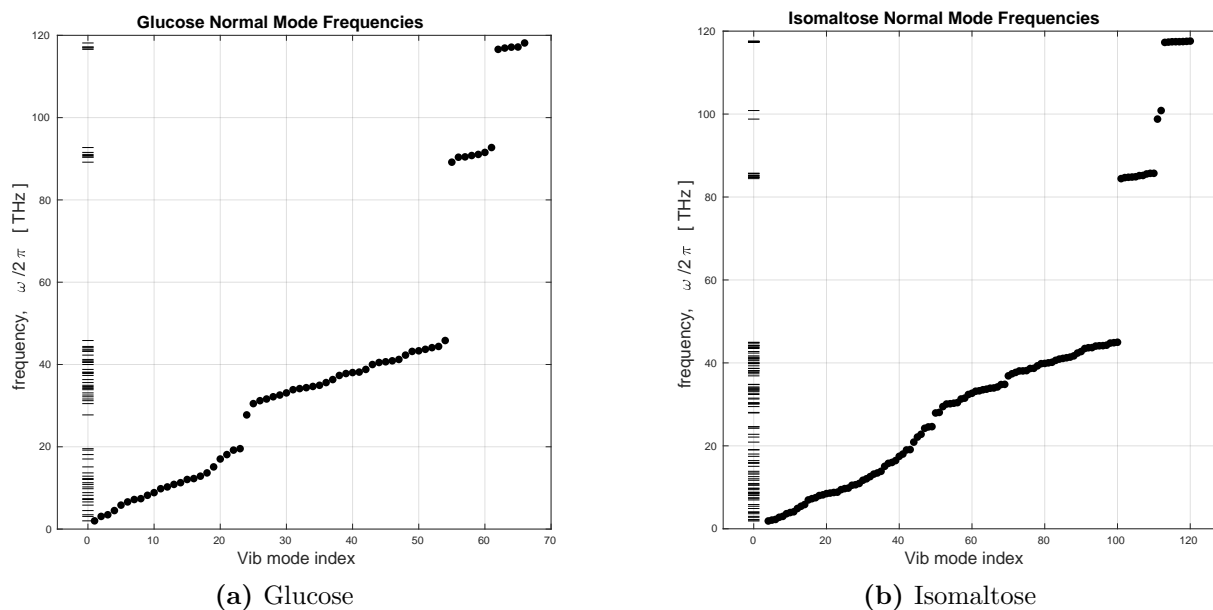 Glucose Normal Mode Frequencies
120
100
80
60
40
20
0
frequency, ω/2 π [ THz ]
0 10 20 30 40 50 60 70
Vib mode index
(a) Glucose
Isomaltose Normal Mode Frequencies
120
100
80
60
40
20
0
frequency, ω/2 π [ THz ]
0 20 40 60 80 100 120
Vib mode index
(b) Isomaltose